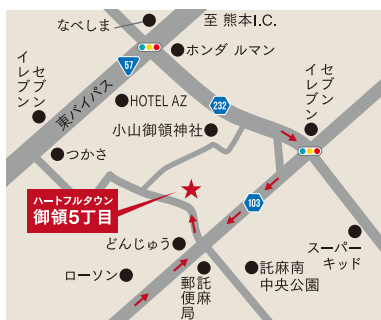 至 熊本I.C.
なべしま
ホンダ ルマン
セブン
イレブン
57
東バイパス
HOTEL AZ
232
小山御領神社
セブン
イレブン
つかさ
ハートフルタウン
御領5丁目
103
どんじゅう
スーパー
キッド
ローソン
託麻
郵便局
託麻南
中央公園